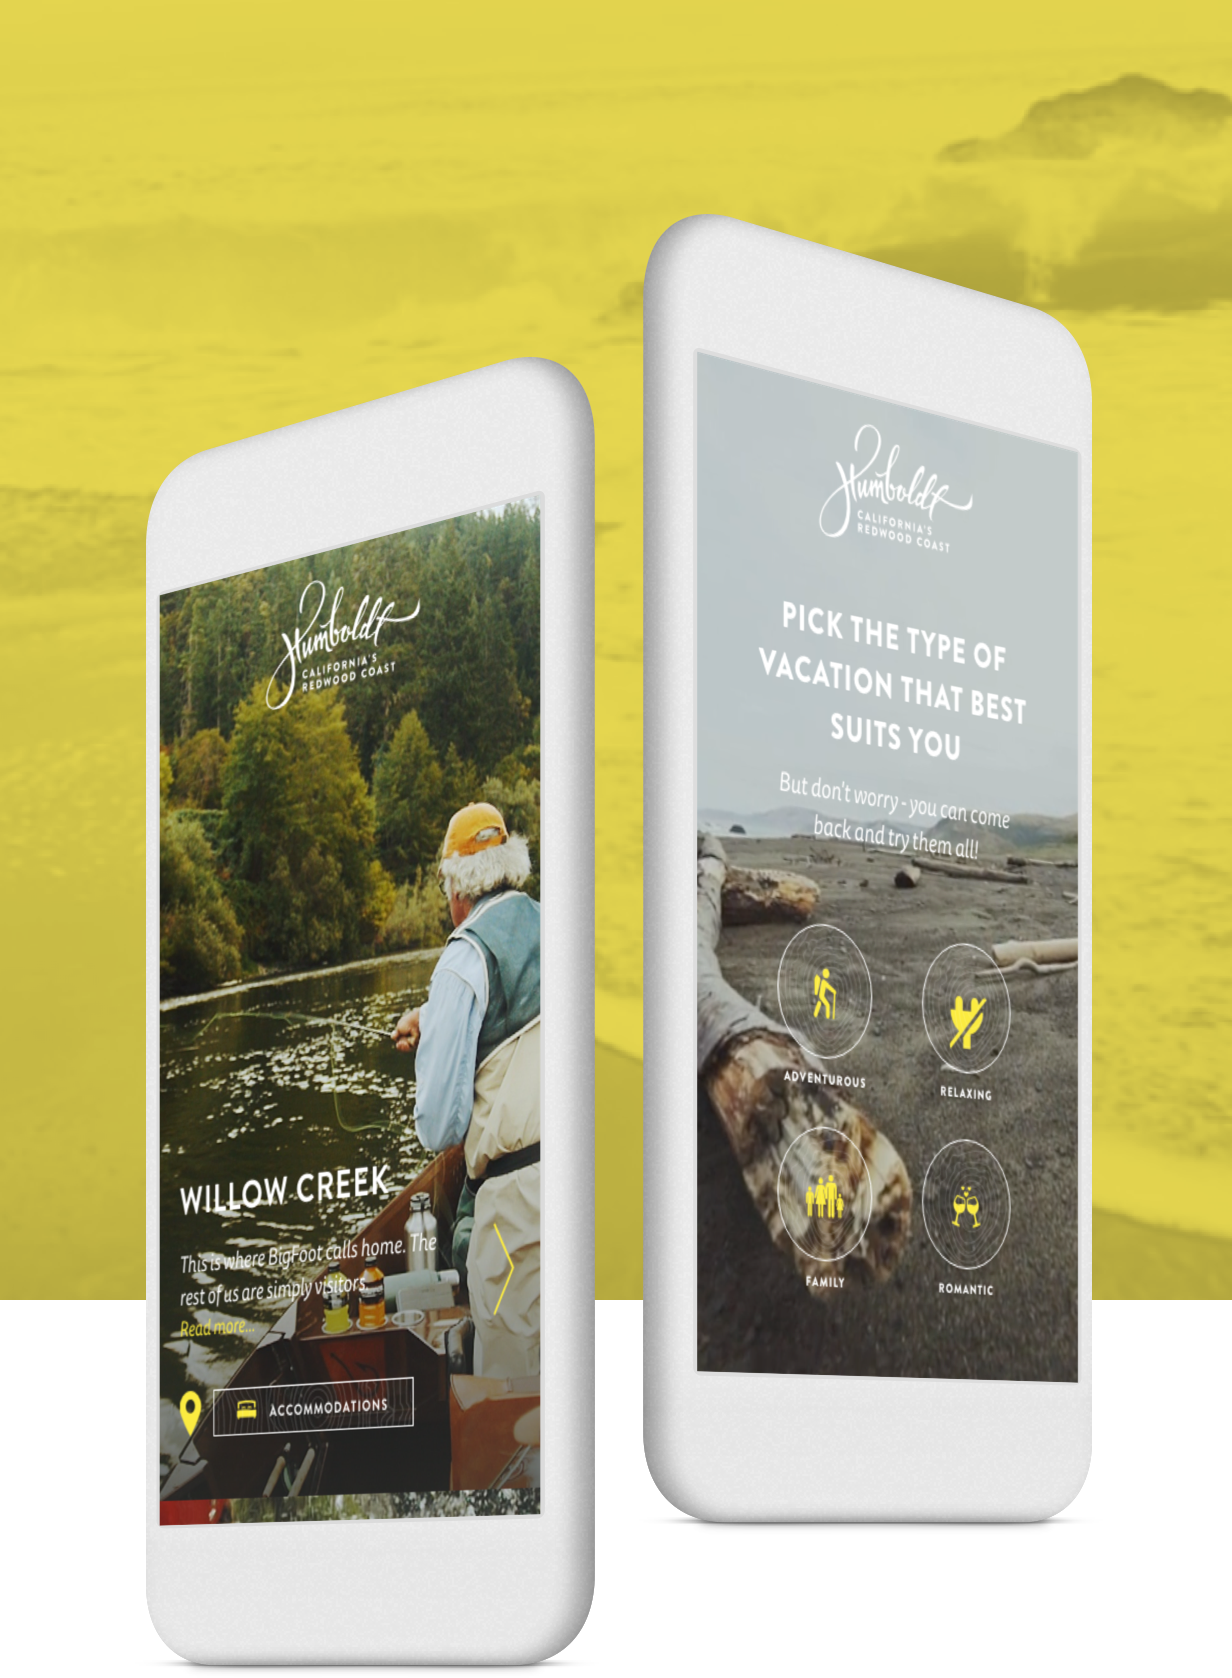 Humboldt
CALIFORNIA'S
REDWOOD COAST
WILLOW CREEK
This is where BigFoot calls home. The
rest of us are simply visitors.
Read more...
ACCOMMODATIONS
Humboldt
CALIFORNIA'S
REDWOOD COAST
PICK THE TYPE OF
VACATION THAT BEST
SUITS YOU
But don't worry - you can come
back and try them all!
ADVENTUROUS
RELAXING
FAMILY
ROMANTIC